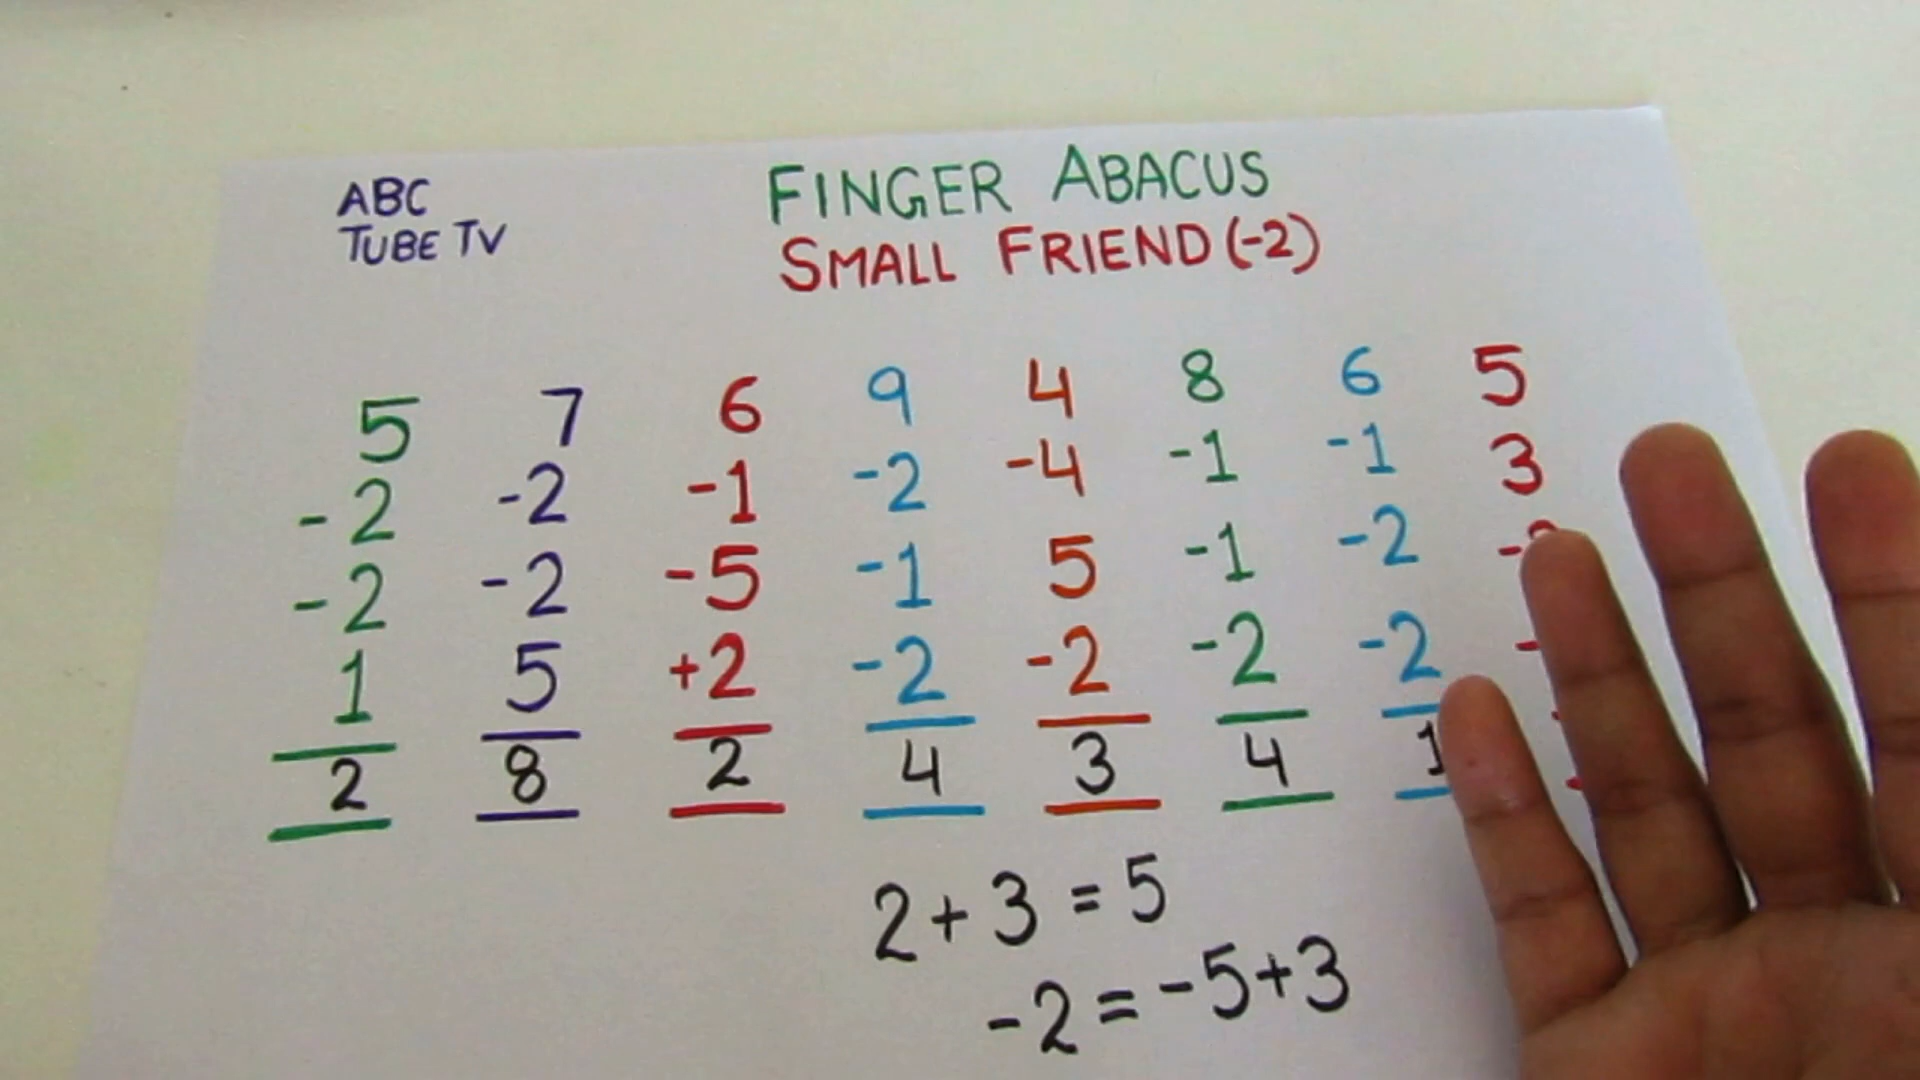 ABC
TUBE TV
FINGER ABACUS
SMALL FRIEND (-2)
5 7 6 9 4 8 6 5
-2 -2 -1 -2 -4 -1 -1 3
-2 -2 -5 -1 5 -1 -2
1 5 +2 -2 -2 -2 -2
2 8 2 4 3 4 1
2+3=5
-2=-5+3